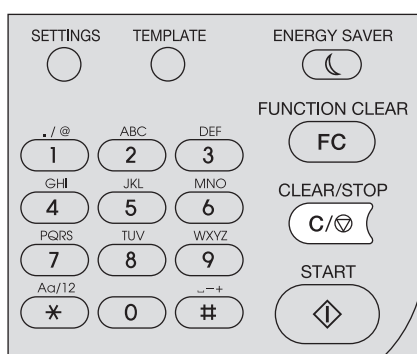 SETTINGS TEMPLATE ENERGY SAVER
FUNCTION CLEAR
./@ ABC DEF FC
1 2 3
GHI JKL MNO CLEAR/STOP
4 5 6 C/
PQRS TUV WXYZ
7 8 9 START
Aa/12 ␣−+
* 0 #